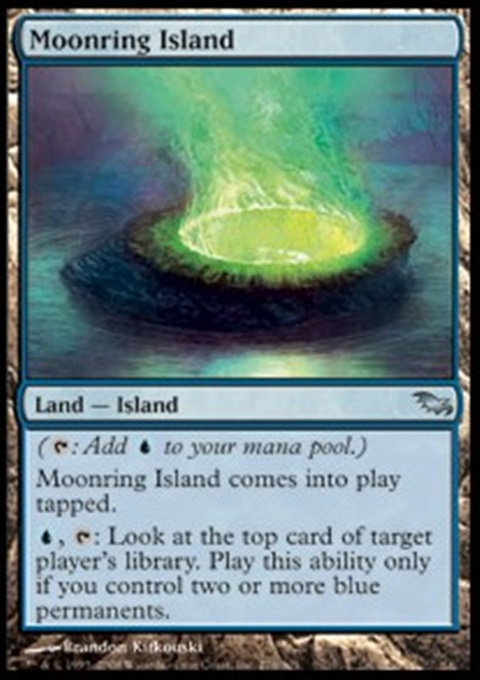 Moonring Island
Land — Island
( : Add to your mana pool.)
Moonring Island comes into play
tapped.
, : Look at the top card of target
player's library. Play this ability only
if you control two or more blue
permanents.
Brandon Kitkouski